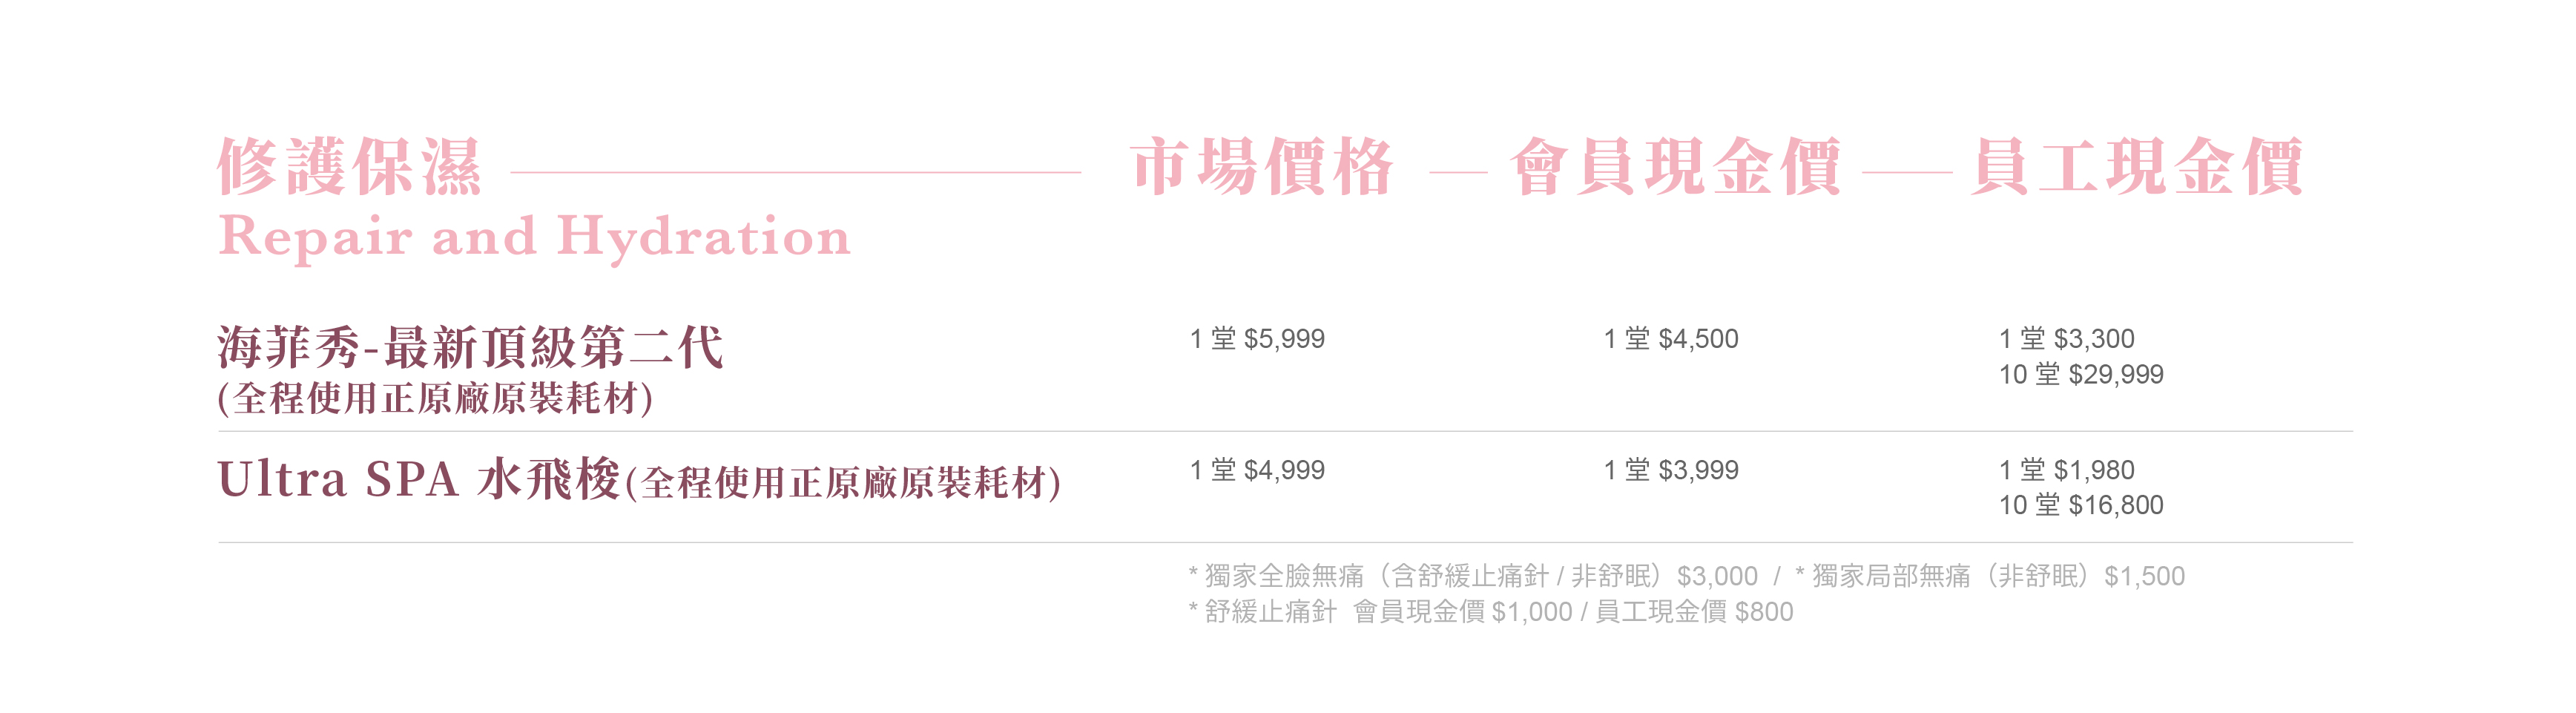 修護保濕 市場價格 會員現金價 員工現金價
Repair and Hydration
海菲秀-最新頂級第二代 1 堂 $5,999 1 堂 $4,500 1 堂 $3,300
(全程使用正原廠原裝耗材) 10 堂 $29,999
Ultra SPA 水飛梭(全程使用正原廠原裝耗材) 1 堂 $4,999 1 堂 $3,999 1 堂 $1,980
10 堂 $16,800
* 獨家全臉無痛（含舒緩止痛針 / 非舒眠）$3,000 / * 獨家局部無痛（非舒眠）$1,500
* 舒緩止痛針 會員現金價 $1,000 / 員工現金價 $800